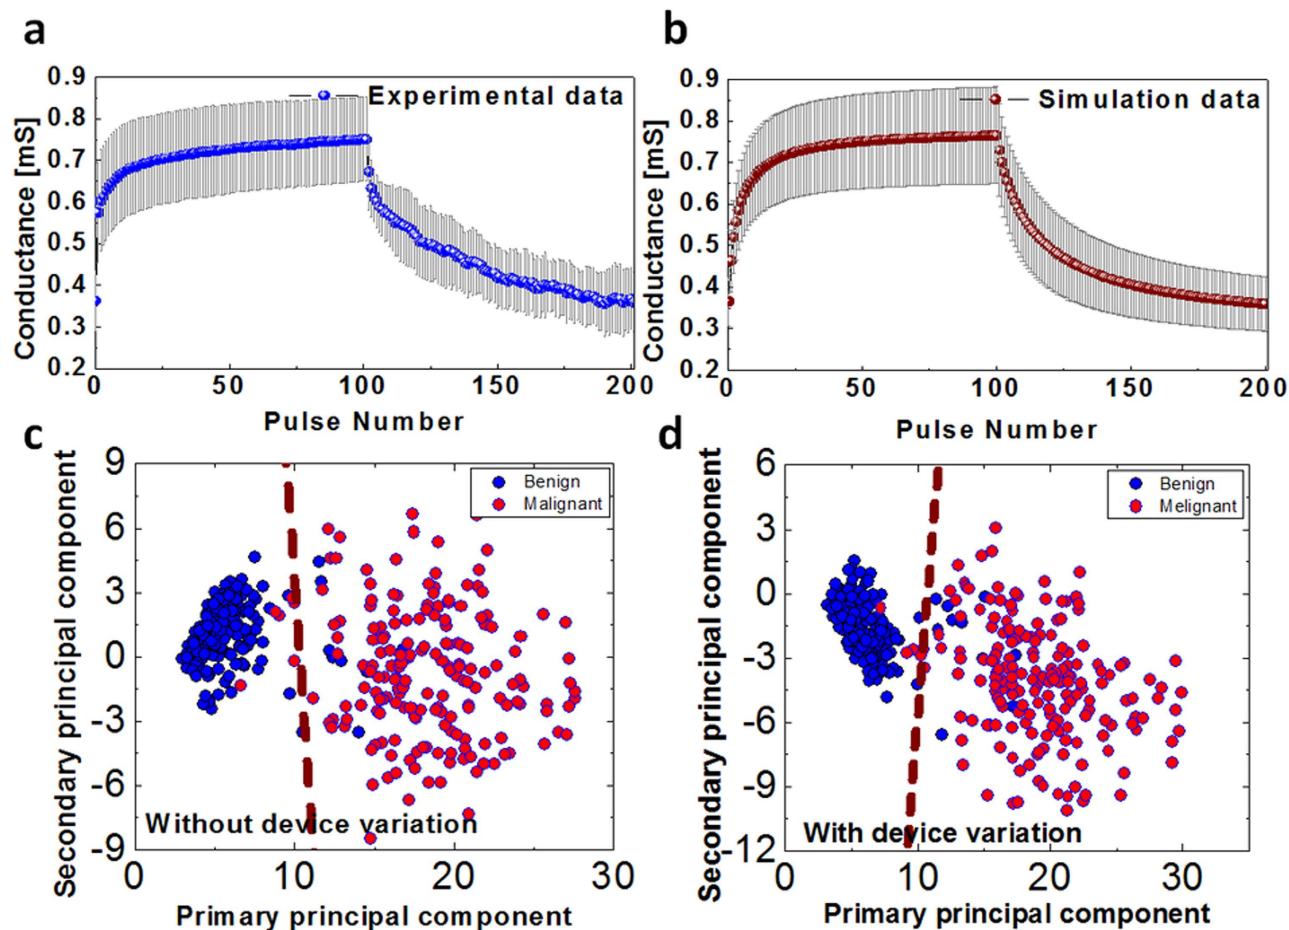 a
Conductance [mS]
0.9
0.8
0.7
0.6
0.5
0.4
0.3
0.2
Experimental data
0 50 100 150 200
Pulse Number
b
Conductance [mS]
0.9
0.8
0.7
0.6
0.5
0.4
0.3
0.2
Simulation data
0 50 100 150 200
Pulse Number
c
Secondary principal component
9
6
3
0
-3
-6
-9
Benign
Malignant
Without device variation
0 10 20 30
Primary principal component
d
Secondary principal component
6
3
0
-3
-6
-9
-12
Benign
Melignant
With device variation
0 10 20 30
Primary principal component